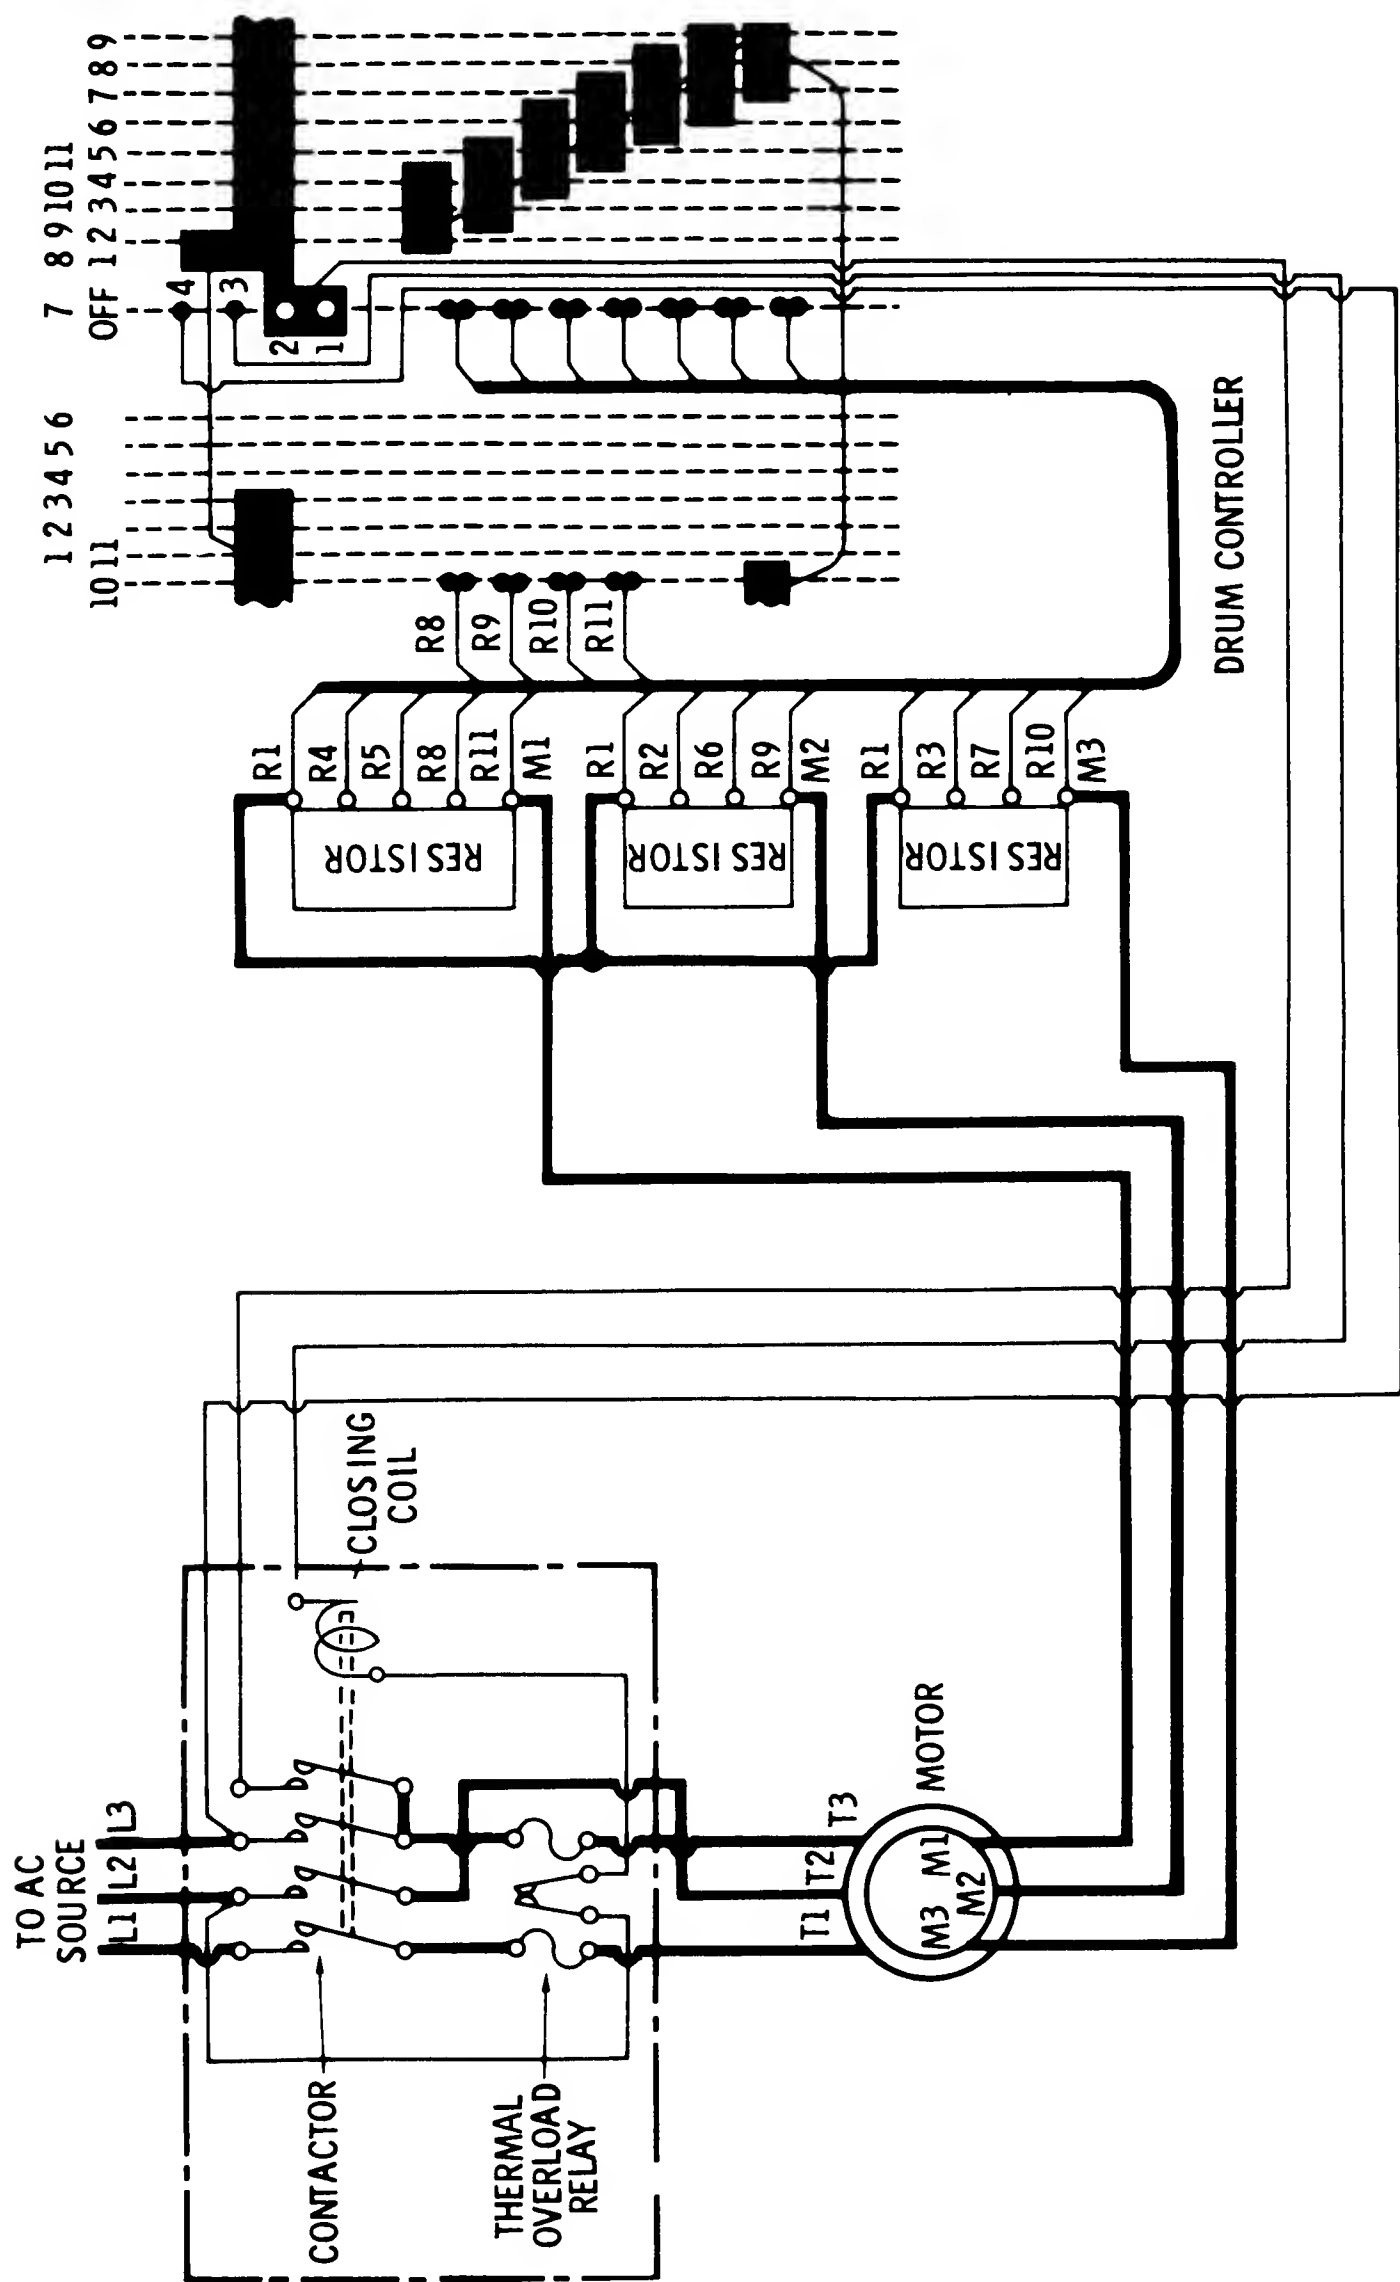 TO AC
SOURCE
L1 L2 L3
CONTACTOR
THERMAL
OVERLOAD
RELAY
CLOSING
COIL
T1 T2 T3
M3 M2 M1
MOTOR
RESISTOR
RESISTOR
RESISTOR
R1
R4
R5
R8
R11
M1
R1
R2
R6
R9
M2
R1
R3
R7
R10
M3
R8
R9
R10
R11
10 11
1 2 3 4 5 6
7
8 9 10 11
OFF 1 2 3 4 5 6 7 8 9
4
3
2
1
DRUM CONTROLLER